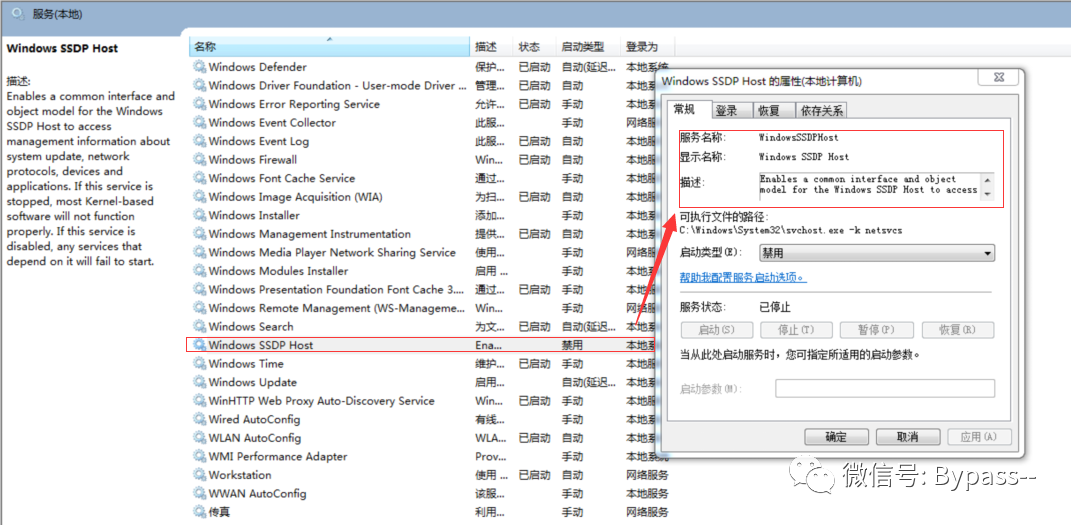 服务(本地)
Windows SSDP Host
描述:
Enables a common interface and
object model for the Windows
SSDP Host to access
management information about
system update, network
protocols, devices and
applications. If this service is
stopped, most Kernel-based
software will not function
properly. If this service is
disabled, any services that
depend on it will fail to start.
名称 描述 状态 启动类型 登录为
Windows Defender 保护... 已启动 自动(延迟... 本地系统
Windows Driver Foundation - User-mode Driver ... 管理... 已启动 自动 本地系
Windows Error Reporting Service 允许... 已启动 手动 本地系
Windows Event Collector 此服... 手动 网络服
Windows Event Log 此服... 已启动 自动 本地服
Windows Firewall Win... 已启动 自动 本地服
Windows Font Cache Service 通过... 已启动 自动 本地服
Windows Image Acquisition (WIA) 为扫... 已启动 自动 本地服
Windows Installer 添加... 手动 本地系
Windows Management Instrumentation 提供... 已启动 自动 本地系
Windows Media Player Network Sharing Service 使用... 手动 网络服
Windows Modules Installer 启用 ... 手动 本地系
Windows Presentation Foundation Font Cache 3.... 通过... 已启动 手动 本地服
Windows Remote Management (WS-Manageme... Win... 手动 网络服
Windows Search 为文... 已启动 自动(延迟... 本地系
Windows SSDP Host Ena... 禁用 本地系
Windows Time 维护... 已启动 手动 本地服
Windows Update 启用... 自动(延迟... 本地系
WinHTTP Web Proxy Auto-Discovery Service Win... 已启动 手动 本地服
Wired AutoConfig 有线... 手动 本地系
WLAN AutoConfig WLA... 已启动 自动 本地系
WMI Performance Adapter Prov... 手动 本地系统
Workstation 使用 ... 已启动 自动 网络服务
WWAN AutoConfig 该服... 手动 本地服务
传真 利用... 手动 网络服务
Windows SSDP Host 的属性(本地计算机)
常规 登录 恢复 依存关系
服务名称: WindowsSSDPHost
显示名称: Windows SSDP Host
描述: Enables a common interface and object
model for the Windows SSDP Host to access
可执行文件的路径:
C:\Windows\System32\svchost.exe -k netsvcs
启动类型(E): 禁用
帮助我配置服务启动选项。
服务状态: 已停止
启动(S) 停止(T) 暂停(P) 恢复(R)
当从此处启动服务时，您可指定所适用的启动参数。
启动参数(M):
确定 取消 应用(A)
微信号: Bypass--